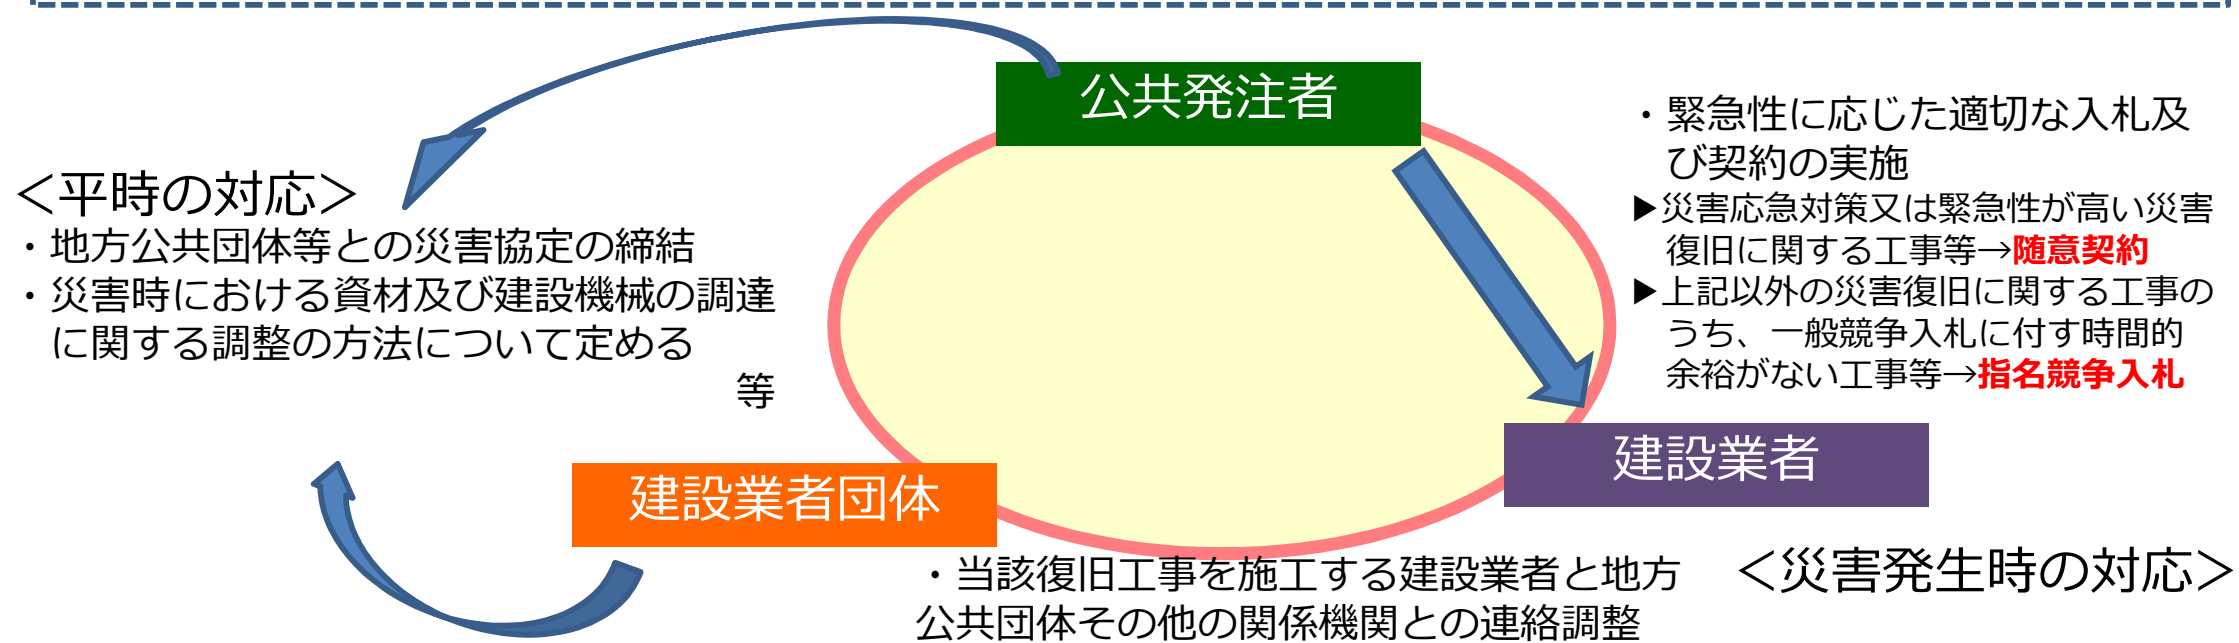 公共発注者
＜平時の対応＞
・地方公共団体等との災害協定の締結
・災害時における資材及び建設機械の調達
に関する調整の方法について定める
等
・緊急性に応じた適切な入札及
び契約の実施
▶災害応急対策又は緊急性が高い災害
復旧に関する工事等→随意契約
▶上記以外の災害復旧に関する工事の
うち、一般競争入札に付す時間的
余裕がない工事等→指名競争入札
建設業者
建設業者団体
＜災害発生時の対応＞
・当該復旧工事を施工する建設業者と地方
公共団体その他の関係機関との連絡調整